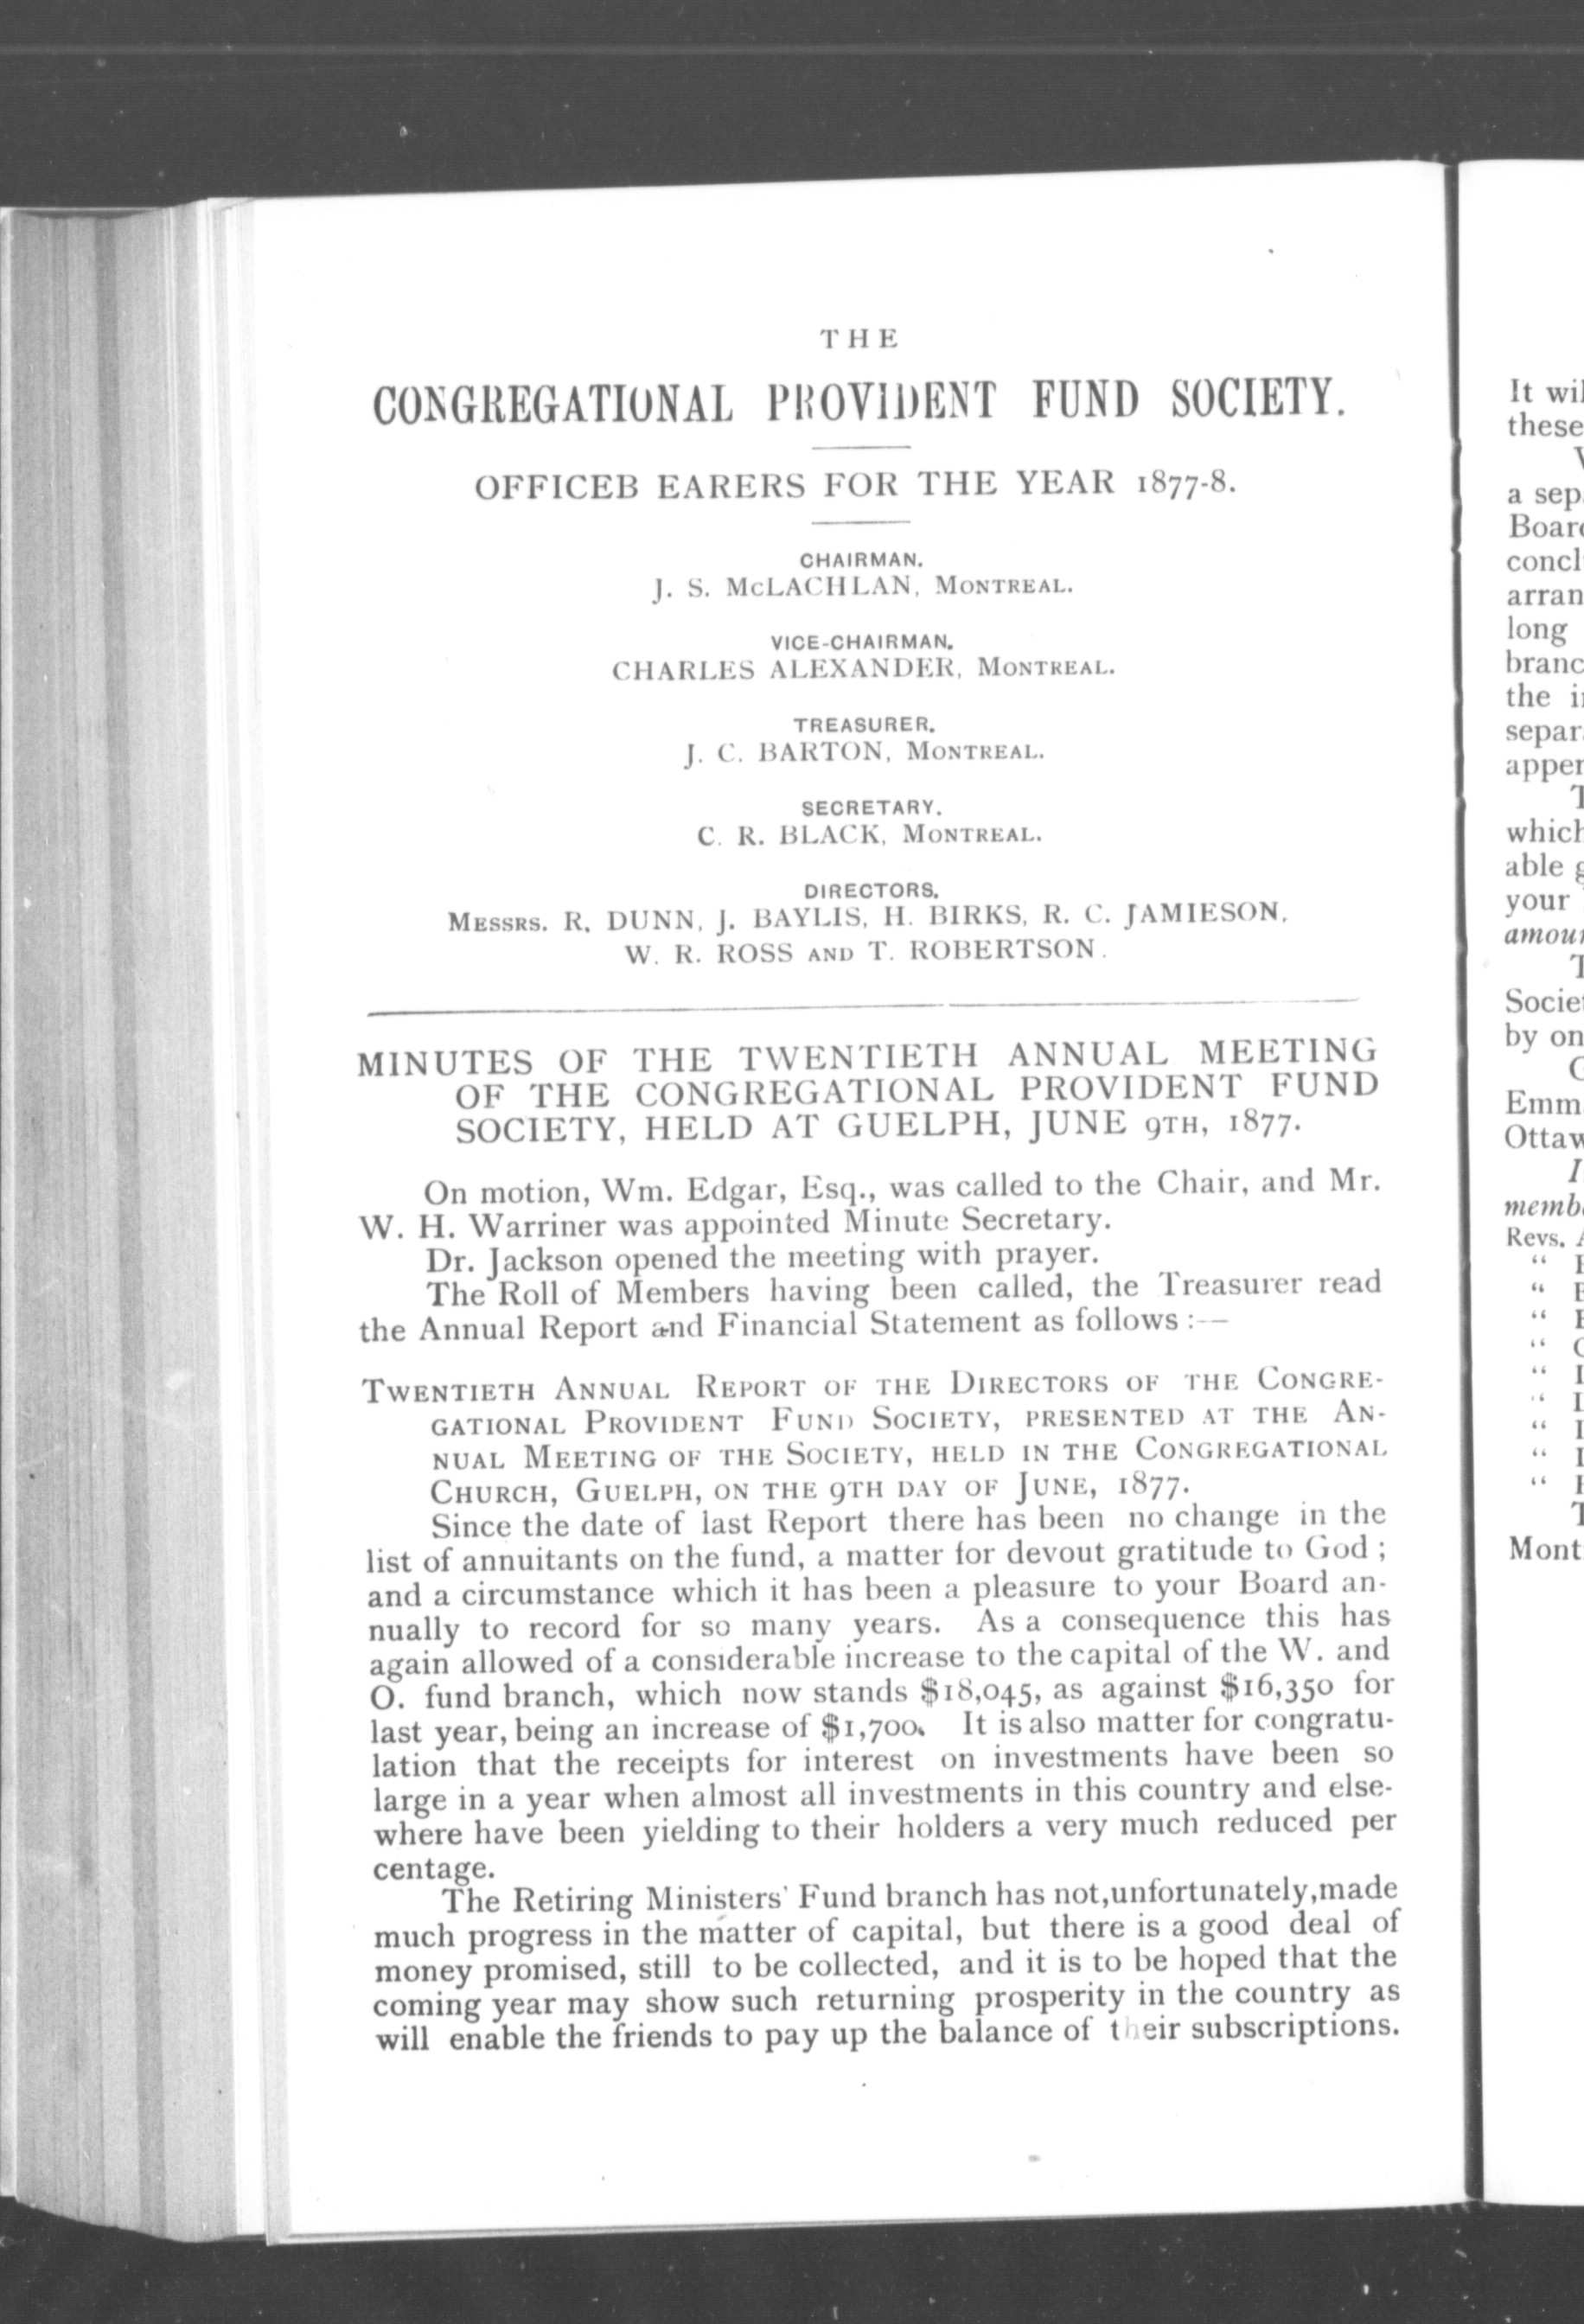 THE
CONGREGATIONAL PROVIDENT FUND SOCIETY.
OFFICEB EARERS FOR THE YEAR 1877-8.
CHAIRMAN.
J. S. McLACHLAN, MONTREAL.
VICE-CHAIRMAN.
CHARLES ALEXANDER, MONTREAL.
TREASURER.
J. C. BARTON, MONTREAL.
SECRETARY.
C. R. BLACK, MONTREAL.
DIRECTORS.
MESSRS. R. DUNN, J. BAYLIS, H. BIRKS, R. C. JAMIESON,
W. R. ROSS AND T. ROBERTSON.
MINUTES OF THE TWENTIETH ANNUAL MEETING
OF THE CONGREGATIONAL PROVIDENT FUND
SOCIETY, HELD AT GUELPH, JUNE 9TH, 1877.
On motion, Wm. Edgar, Esq., was called to the Chair, and Mr.
W. H. Warriner was appointed Minute Secretary.
Dr. Jackson opened the meeting with prayer.
The Roll of Members having been called, the Treasurer read
the Annual Report and Financial Statement as follows :—
TWENTIETH ANNUAL REPORT OF THE DIRECTORS OF THE CONGRE-
GATIONAL PROVIDENT FUND SOCIETY, PRESENTED AT THE AN-
NUAL MEETING OF THE SOCIETY, HELD IN THE CONGREGATIONAL
CHURCH, GUELPH, ON THE 9TH DAY OF JUNE, 1877.
Since the date of last Report there has been no change in the
list of annuitants on the fund, a matter for devout gratitude to God ;
and a circumstance which it has been a pleasure to your Board an-
nually to record for so many years. As a consequence this has
again allowed of a considerable increase to the capital of the W. and
O. fund branch, which now stands $18,045, as against $16,350 for
last year, being an increase of $1,700. It is also matter for congratu-
lation that the receipts for interest on investments have been so
large in a year when almost all investments in this country and else-
where have been yielding to their holders a very much reduced per
centage.
The Retiring Ministers' Fund branch has not,unfortunately,made
much progress in the matter of capital, but there is a good deal of
money promised, still to be collected, and it is to be hoped that the
coming year may show such returning prosperity in the country as
will enable the friends to pay up the balance of their subscriptions.
It wil
these
a sep
Board
concl
arran
long
branc
the i
separ
appen
which
able g
your
amoun
Societ
by on
Emm
Ottaw
memb
Revs.
Mont